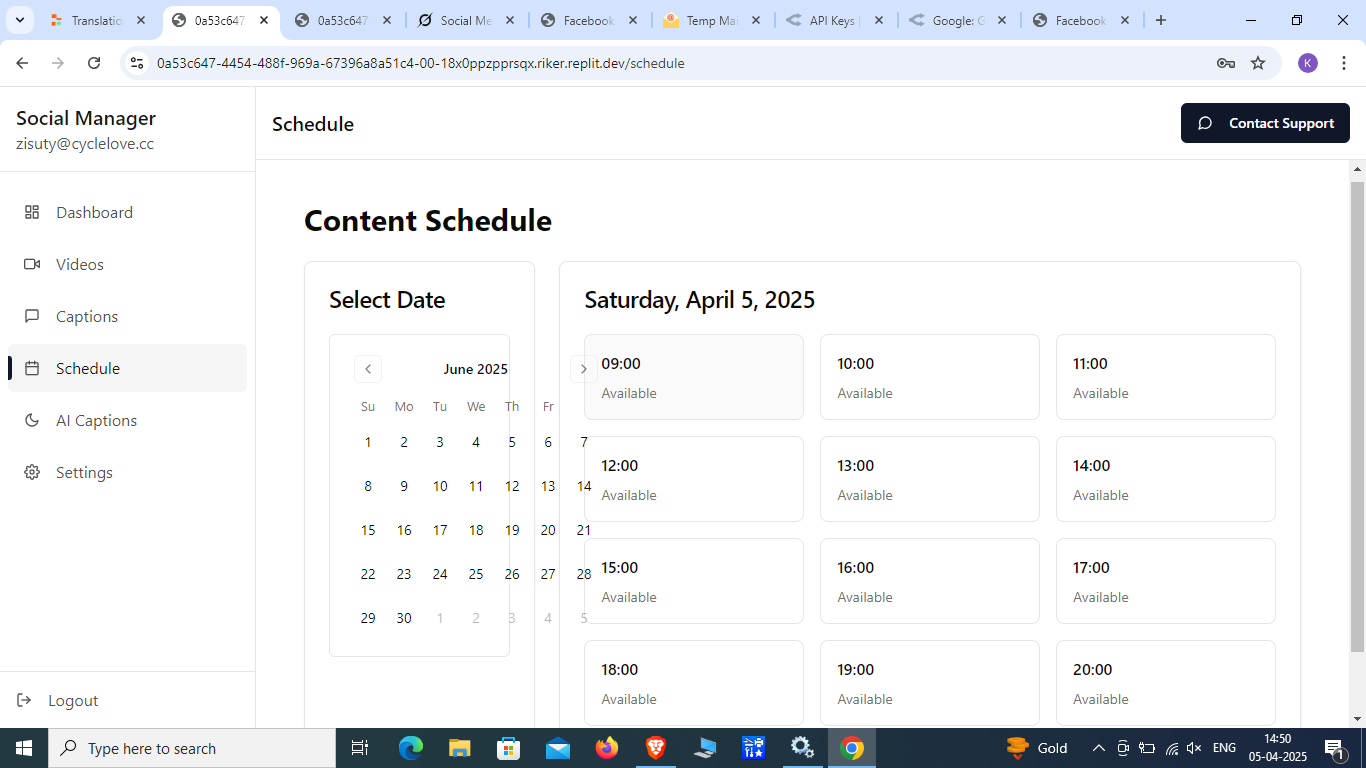 Translatio
0a53c647
0a53c647
Social Me
Facebook
Temp Mai
API Keys |
Google: G
Facebook
0a53c647-4454-488f-969a-67396a8a51c4-00-18x0ppzpprsqx.riker.replit.dev/schedule
K
Social Manager
zisuty@cyclelove.cc
Schedule
Contact Support
Dashboard
Videos
Captions
Schedule
AI Captions
Settings
Logout
Content Schedule
Select Date
June 2025
Su Mo Tu We Th Fr
1 2 3 4 5 6 7
8 9 10 11 12 13 14
15 16 17 18 19 20 21
22 23 24 25 26 27 28
29 30 1 2 3 4 5
Saturday, April 5, 2025
09:00
Available
10:00
Available
11:00
Available
12:00
Available
13:00
Available
14:00
Available
15:00
Available
16:00
Available
17:00
Available
18:00
Available
19:00
Available
20:00
Available
Type here to search
Gold
ENG
14:50
05-04-2025
1